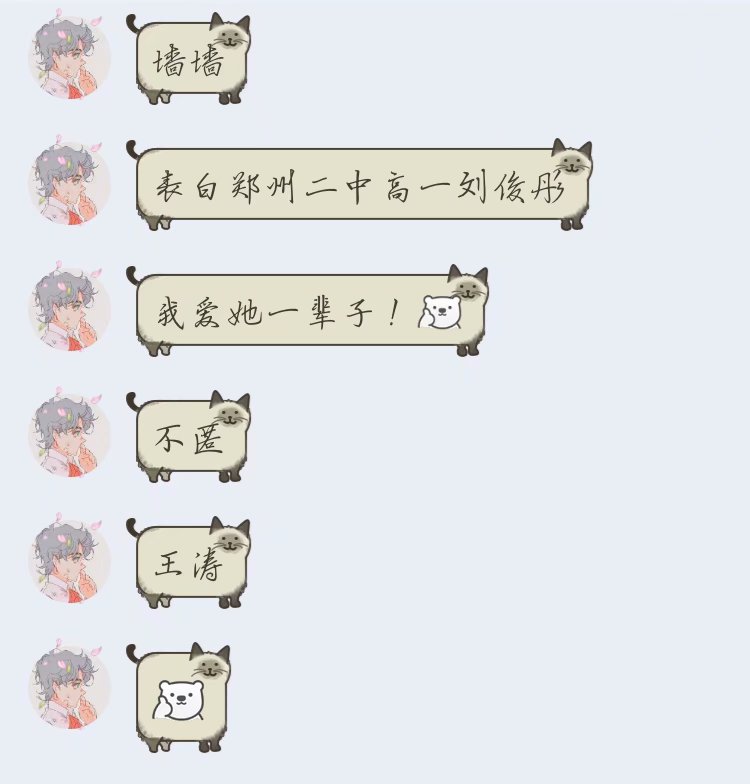 墙墙
表白郑州二中高一刘俊彤
我爱她一辈子！
不匿
王涛